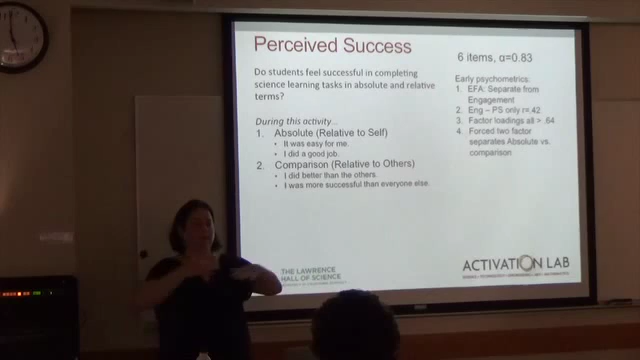 Perceived Success
6 items, α=0.83
Do students feel successful in completing
science learning tasks in absolute and relative
terms?
During this activity...
1. Absolute (Relative to Self)
• It was easy for me.
• I did a good job.
2. Comparison (Relative to Others)
• I did better than the others.
• I was more successful than everyone else.
Early psychometrics:
1. EFA: Separate from
Engagement
2. Eng – PS only r=.42
3. Factor loadings all > .64
4. Forced two factor
separates Absolute vs.
comparison
THE LAWRENCE
HALL OF SCIENCE
ACTIVATION LAB